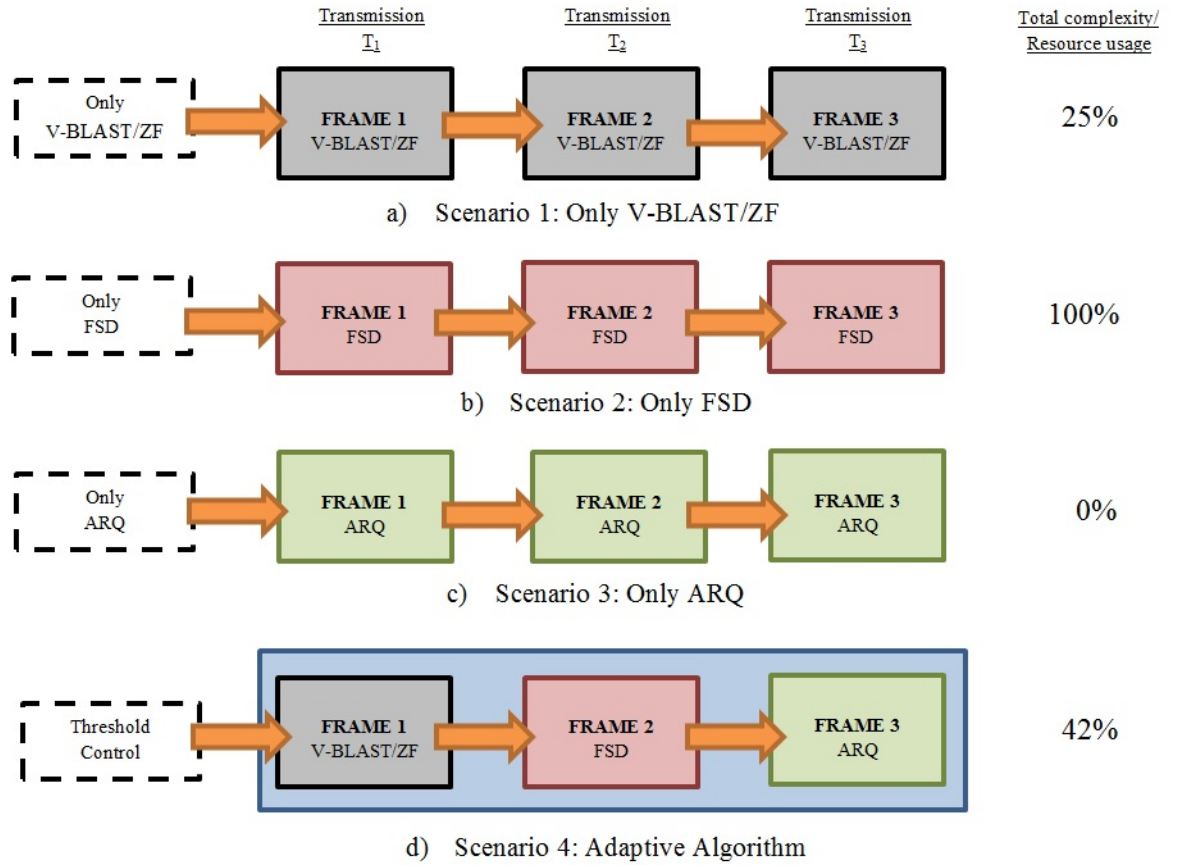 Transmission
T1
Transmission
T2
Transmission
T3
Total complexity/
Resource usage
Only
V-BLAST/ZF
FRAME 1
V-BLAST/ZF
FRAME 2
V-BLAST/ZF
FRAME 3
V-BLAST/ZF
25%
a) Scenario 1: Only V-BLAST/ZF
Only
FSD
FRAME 1
FSD
FRAME 2
FSD
FRAME 3
FSD
100%
b) Scenario 2: Only FSD
Only
ARQ
FRAME 1
ARQ
FRAME 2
ARQ
FRAME 3
ARQ
0%
c) Scenario 3: Only ARQ
Threshold
Control
FRAME 1
V-BLAST/ZF
FRAME 2
FSD
FRAME 3
ARQ
42%
d) Scenario 4: Adaptive Algorithm